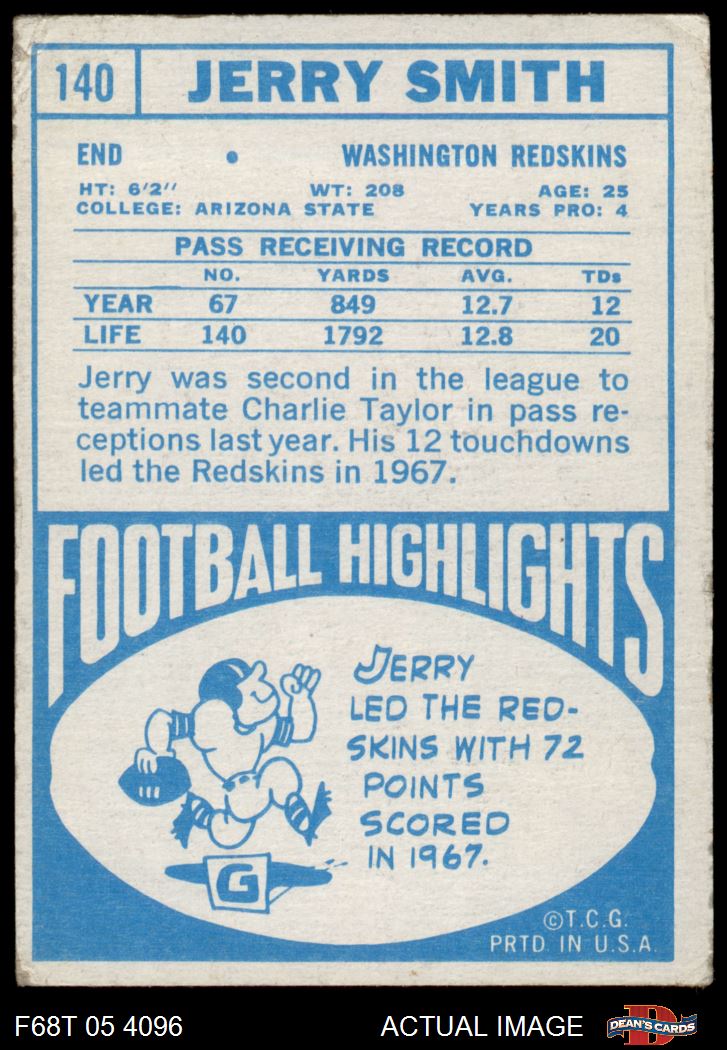 140 JERRY SMITH
END • WASHINGTON REDSKINS
HT: 6'2'' WT: 208 AGE: 25
COLLEGE: ARIZONA STATE YEARS PRO: 4
PASS RECEIVING RECORD
NO. YARDS AVG. TDs
YEAR 67 849 12.7 12
LIFE 140 1792 12.8 20
Jerry was second in the league to
teammate Charlie Taylor in pass re-
ceptions last year. His 12 touchdowns
led the Redskins in 1967.
FOOTBALL HIGHLIGHTS
JERRY
LED THE RED-
SKINS WITH 72
POINTS
SCORED
IN 1967.
G
©T.C.G.
PRTD. IN U.S.A.
F68T 05 4096 ACTUAL IMAGE D DEAN'S CARDS